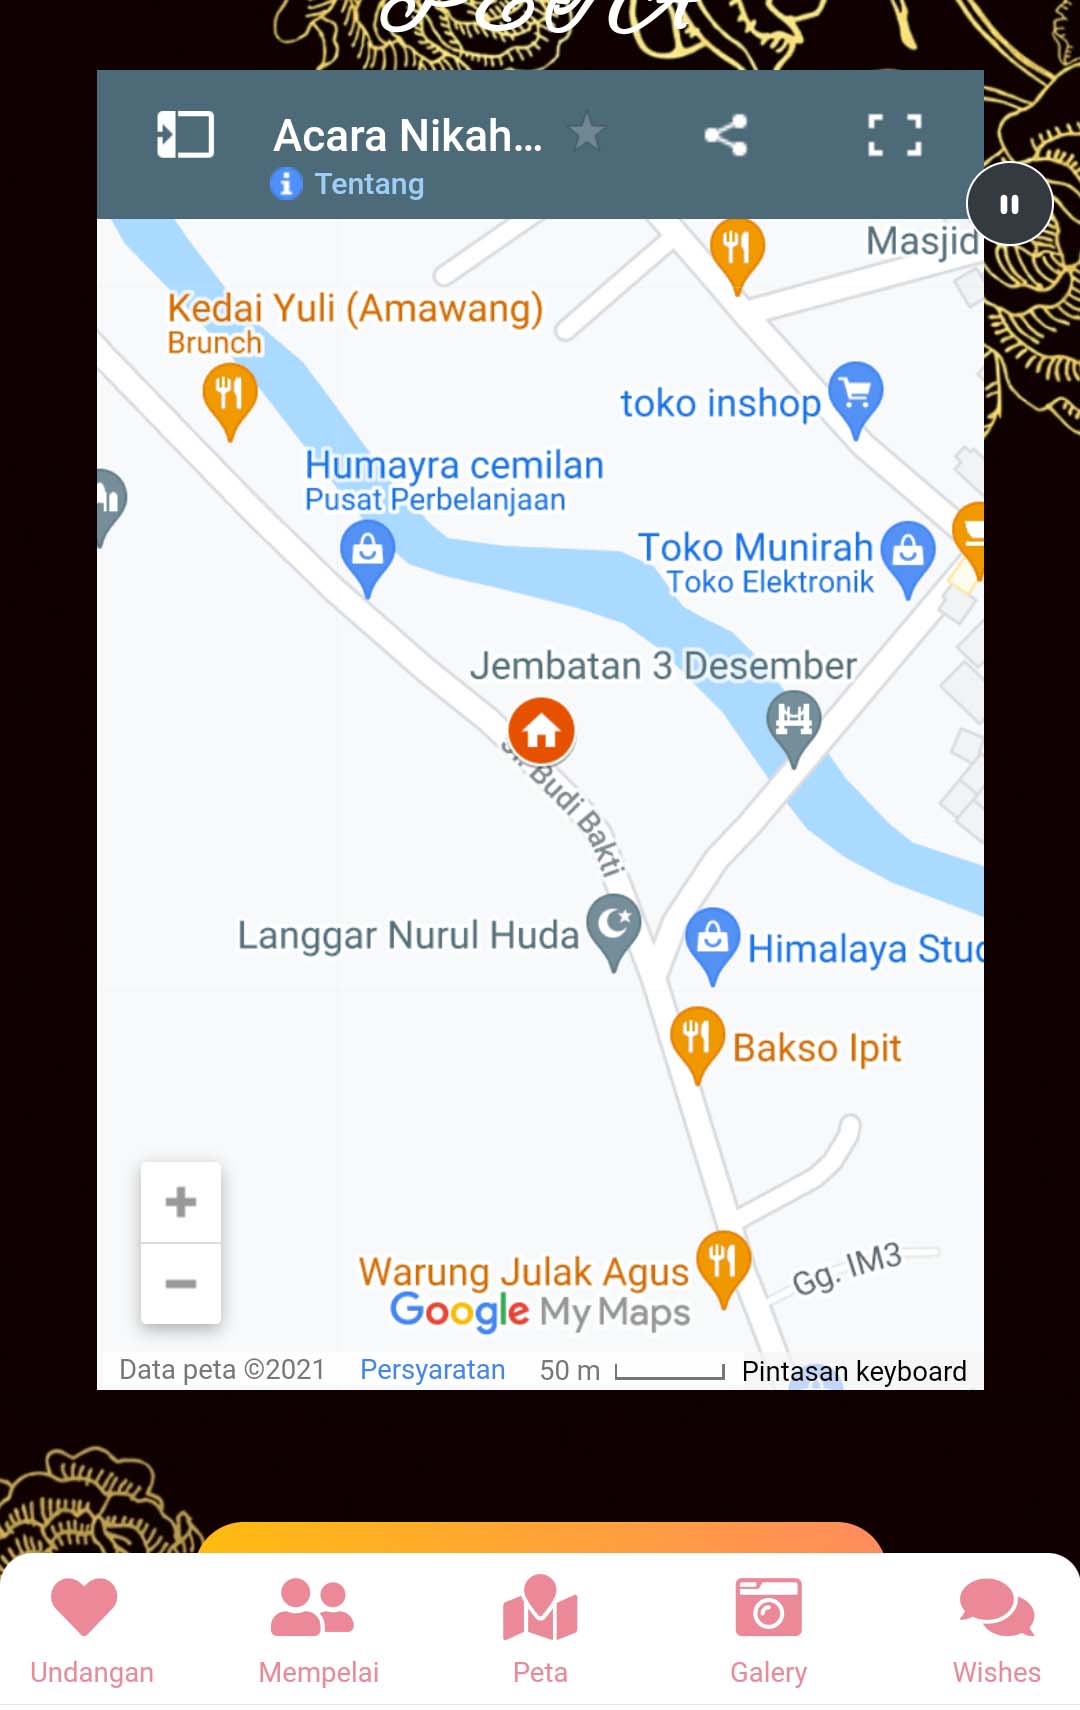 PETA
Acara Nikah...
Tentang
Masjid
Kedai Yuli (Amawang)
Brunch
toko inshop
Humayra cemilan
Pusat Perbelanjaan
Toko Munirah
Toko Elektronik
Jembatan 3 Desember
Jl. Budi Bakti
Langgar Nurul Huda
Himalaya Stud
Bakso Ipit
Warung Julak Agus
Gg. IM3
Google My Maps
Data peta ©2021 Persyaratan 50 m Pintasan keyboard
Undangan Mempelai Peta Galery Wishes